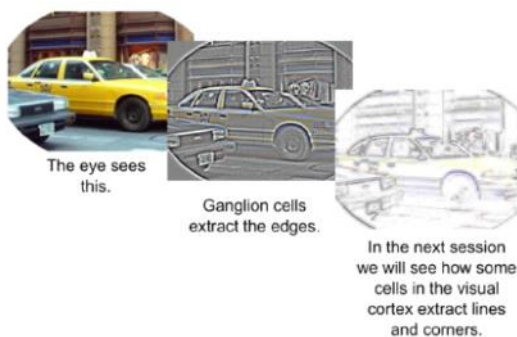 The eye sees
this.
Ganglion cells
extract the edges.
In the next session
we will see how some
cells in the visual
cortex extract lines
and corners.